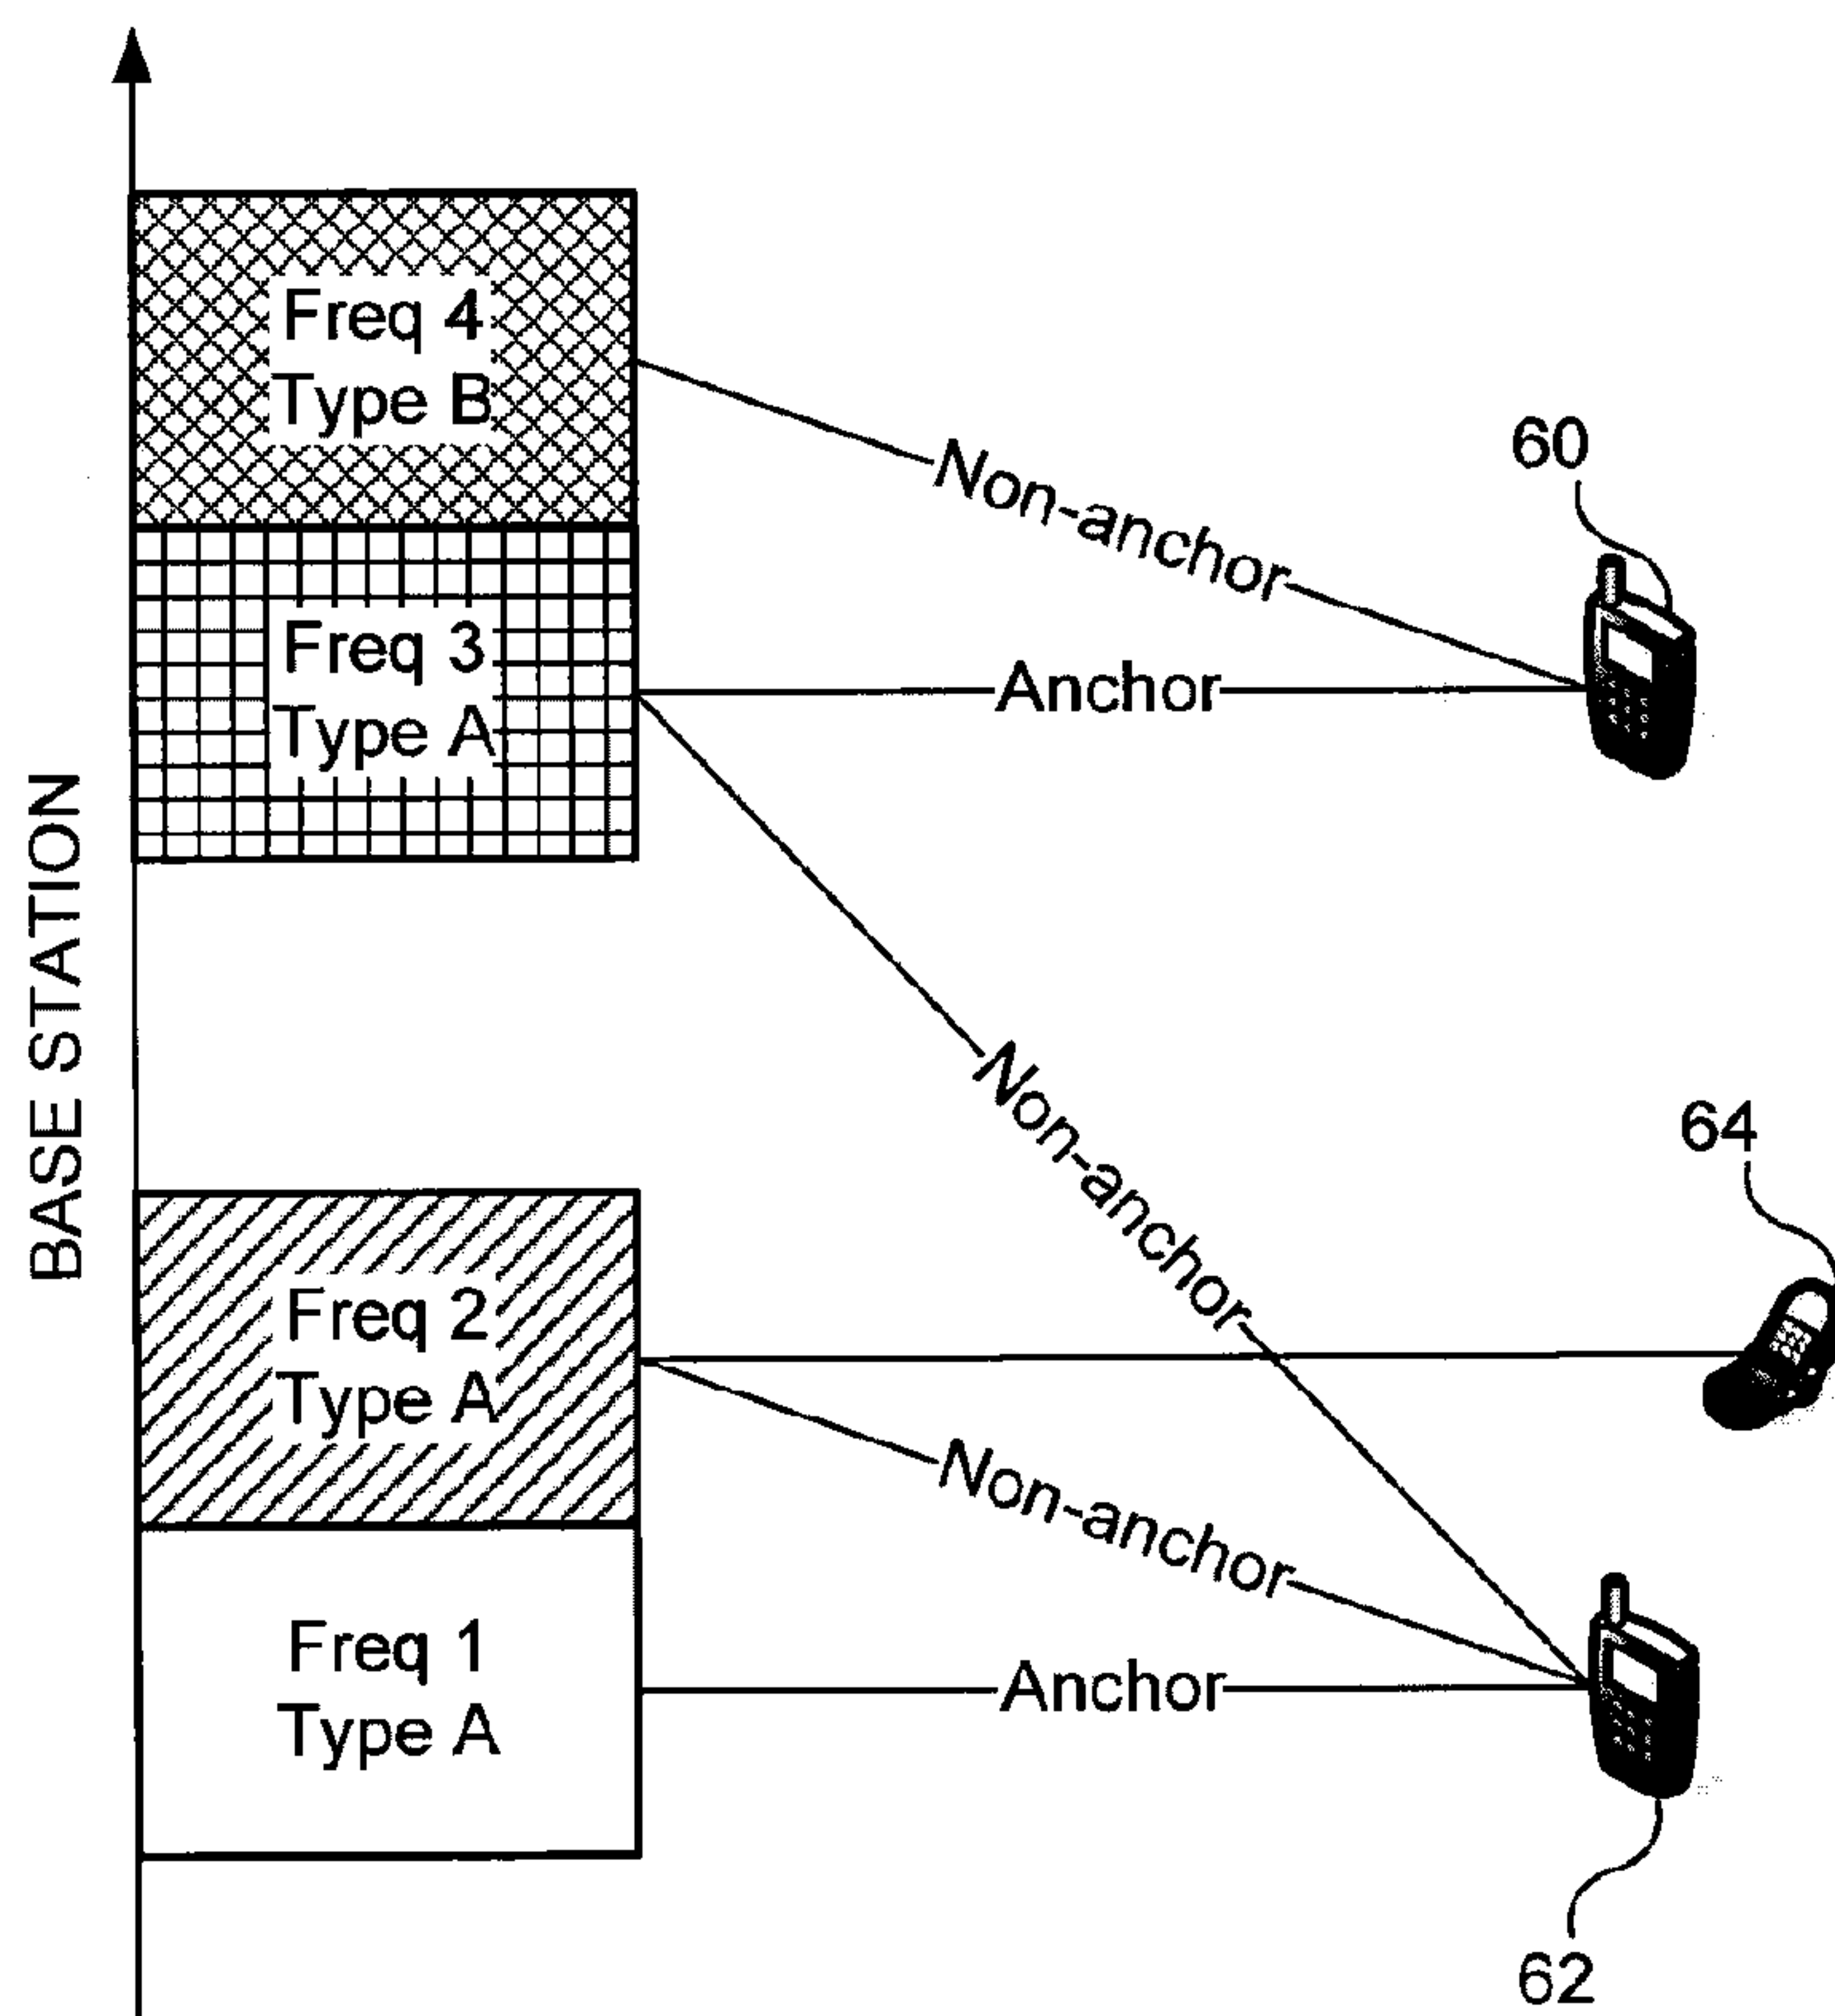 Freq 4
Type B
Non-anchor
60
Freq 3
Type A
Anchor
BASE STATION
Non-anchor
64
Freq 2
Type A
Non-anchor
Freq 1
Type A
Anchor
62